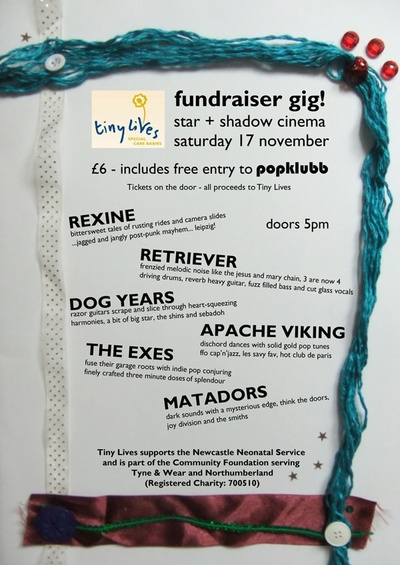 tiny lives
SPECIAL
CARE BABIES
fundraiser gig!
star + shadow cinema
saturday 17 november
£6 - includes free entry to popklubb
Tickets on the door - all proceeds to Tiny Lives
doors 5pm
REXINE
bittersweet tales of rusting rides and camera slides
...jagged and jangly post-punk mayhem... leipzig!
RETRIEVER
frenzied melodic noise like the jesus and mary chain, 3 are now 4
driving drums, reverb heavy guitar, fuzz filled bass and cut glass vocals
DOG YEARS
razor guitars scrape and slice through heart-squeezing
harmonies, a bit of big star, the shins and sebadoh
APACHE VIKING
dischord dances with solid gold pop tunes
ffo cap'n'jazz, les savy fav, hot club de paris
THE EXES
fuse their garage roots with indie pop conjuring
finely crafted three minute doses of splendour
MATADORS
dark sounds with a mysterious edge, think the doors,
joy division and the smiths
Tiny Lives supports the Newcastle Neonatal Service
and is part of the Community Foundation serving
Tyne & Wear and Northumberland
(Registered Charity: 700510)